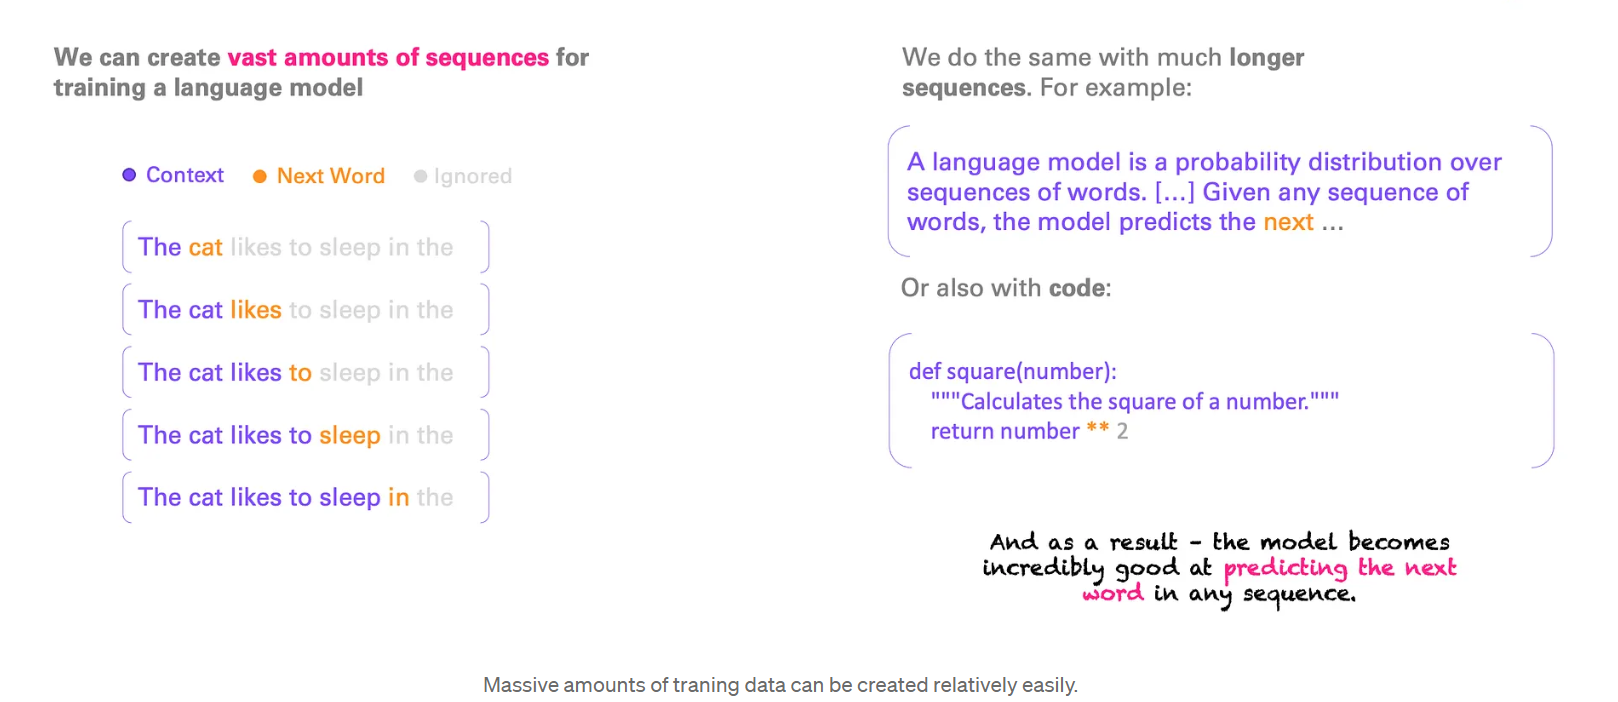 We can create vast amounts of sequences for
training a language model
Context
Next Word
Ignored
The cat likes to sleep in the
The cat likes to sleep in the
The cat likes to sleep in the
The cat likes to sleep in the
The cat likes to sleep in the
We do the same with much longer
sequences. For example:
A language model is a probability distribution over
sequences of words. [...] Given any sequence of
words, the model predicts the next ...
Or also with code:
def square(number):
"""Calculates the square of a number."""
return number ** 2
And as a result - the model becomes
incredibly good at predicting the next
word in any sequence.
Massive amounts of traning data can be created relatively easily.